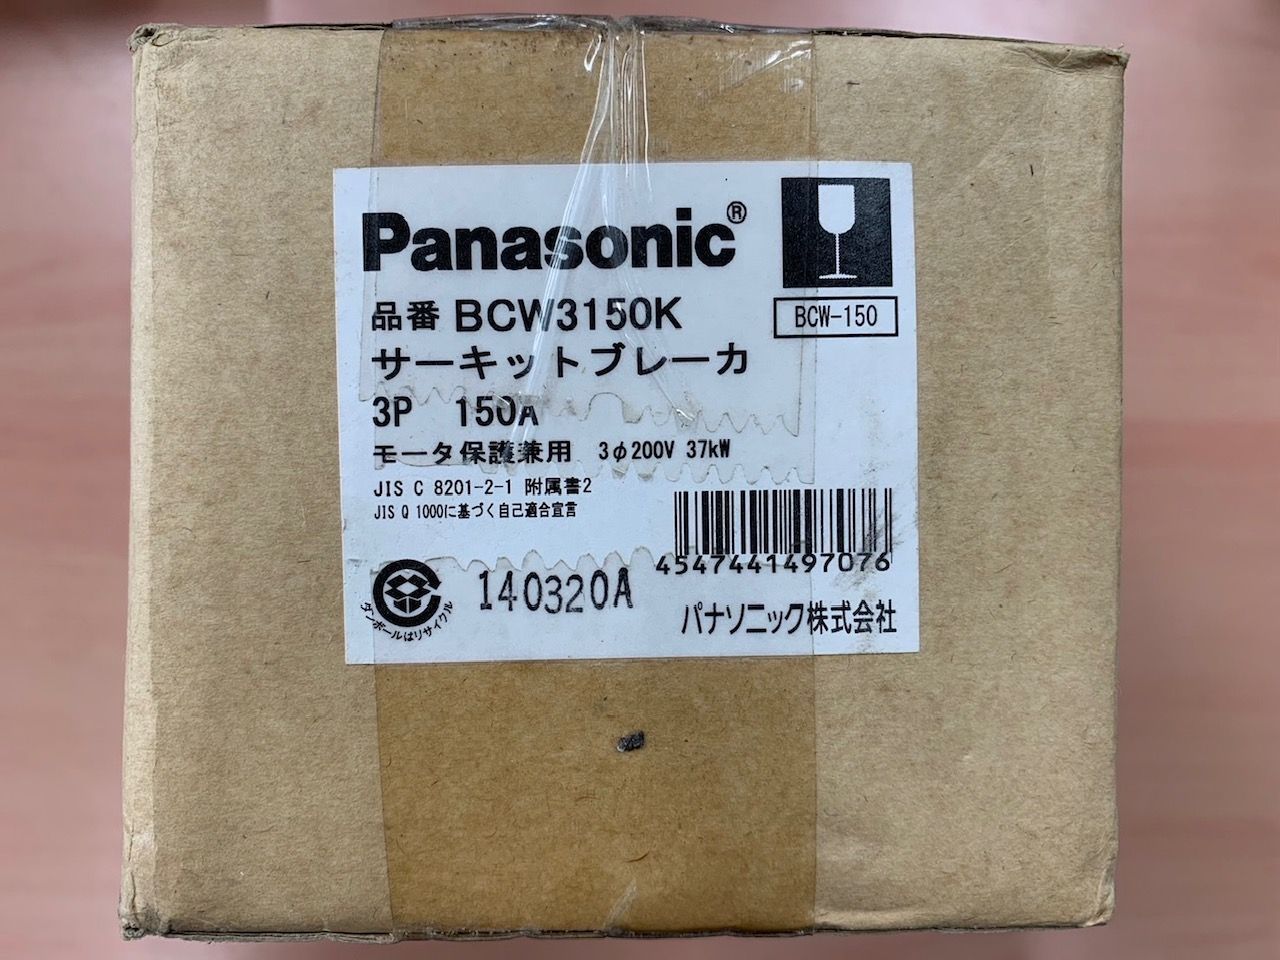 Panasonic®
品番 BCW3150K
BCW-150
サーキットブレーカ
3P 150A
モータ保護兼用 3φ200V 37kW
JIS C 8201-2-1 附属書2
JIS Q 1000に基づく自己適合宣言
4547441497076
140320A
ダンボールはリサイクル
パナソニック株式会社